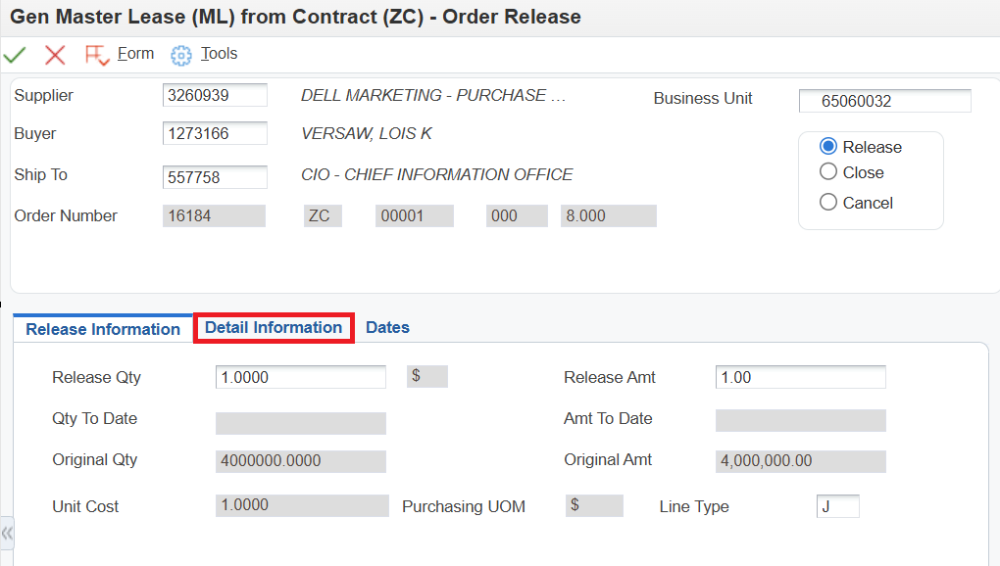 Gen Master Lease (ML) from Contract (ZC) - Order Release
Form Tools
Supplier 3260939 DELL MARKETING - PURCHASE … Business Unit 65060032
Buyer 1273166 VERSAW, LOIS K
Release
Close
Cancel
Ship To 557758 CIO - CHIEF INFORMATION OFFICE
Order Number 16184 ZC 00001 000 8.000
Release Information Detail Information Dates
Release Qty 1.0000 $ Release Amt 1.00
Qty To Date Amt To Date
Original Qty 4000000.0000 Original Amt 4,000,000.00
Unit Cost 1.0000 Purchasing UOM $ Line Type J